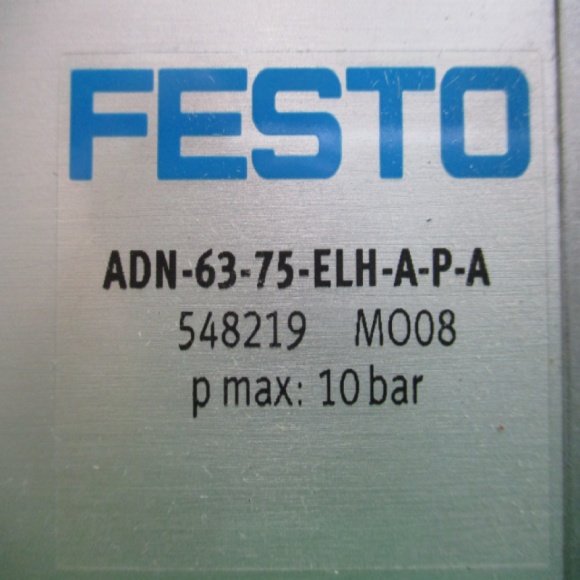 FESTO
ADN-63-75-ELH-A-P-A
548219 MO08
p max: 10 bar